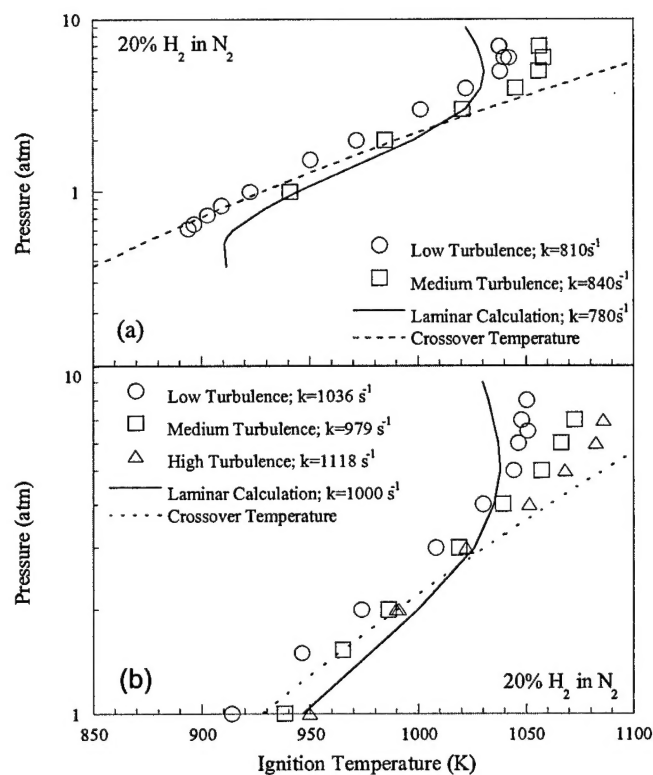 10
20% H2 in N2
Pressure (atm)
1
Low Turbulence; k=810s-1
Medium Turbulence; k=840s-1
Laminar Calculation; k=780s-1
Crossover Temperature
(a)
10
Low Turbulence; k=1036 s-1
Medium Turbulence; k=979 s-1
High Turbulence; k=1118 s-1
Laminar Calculation; k=1000 s-1
Crossover Temperature
Pressure (atm)
(b)
20% H2 in N2
1
850 900 950 1000 1050 1100
Ignition Temperature (K)